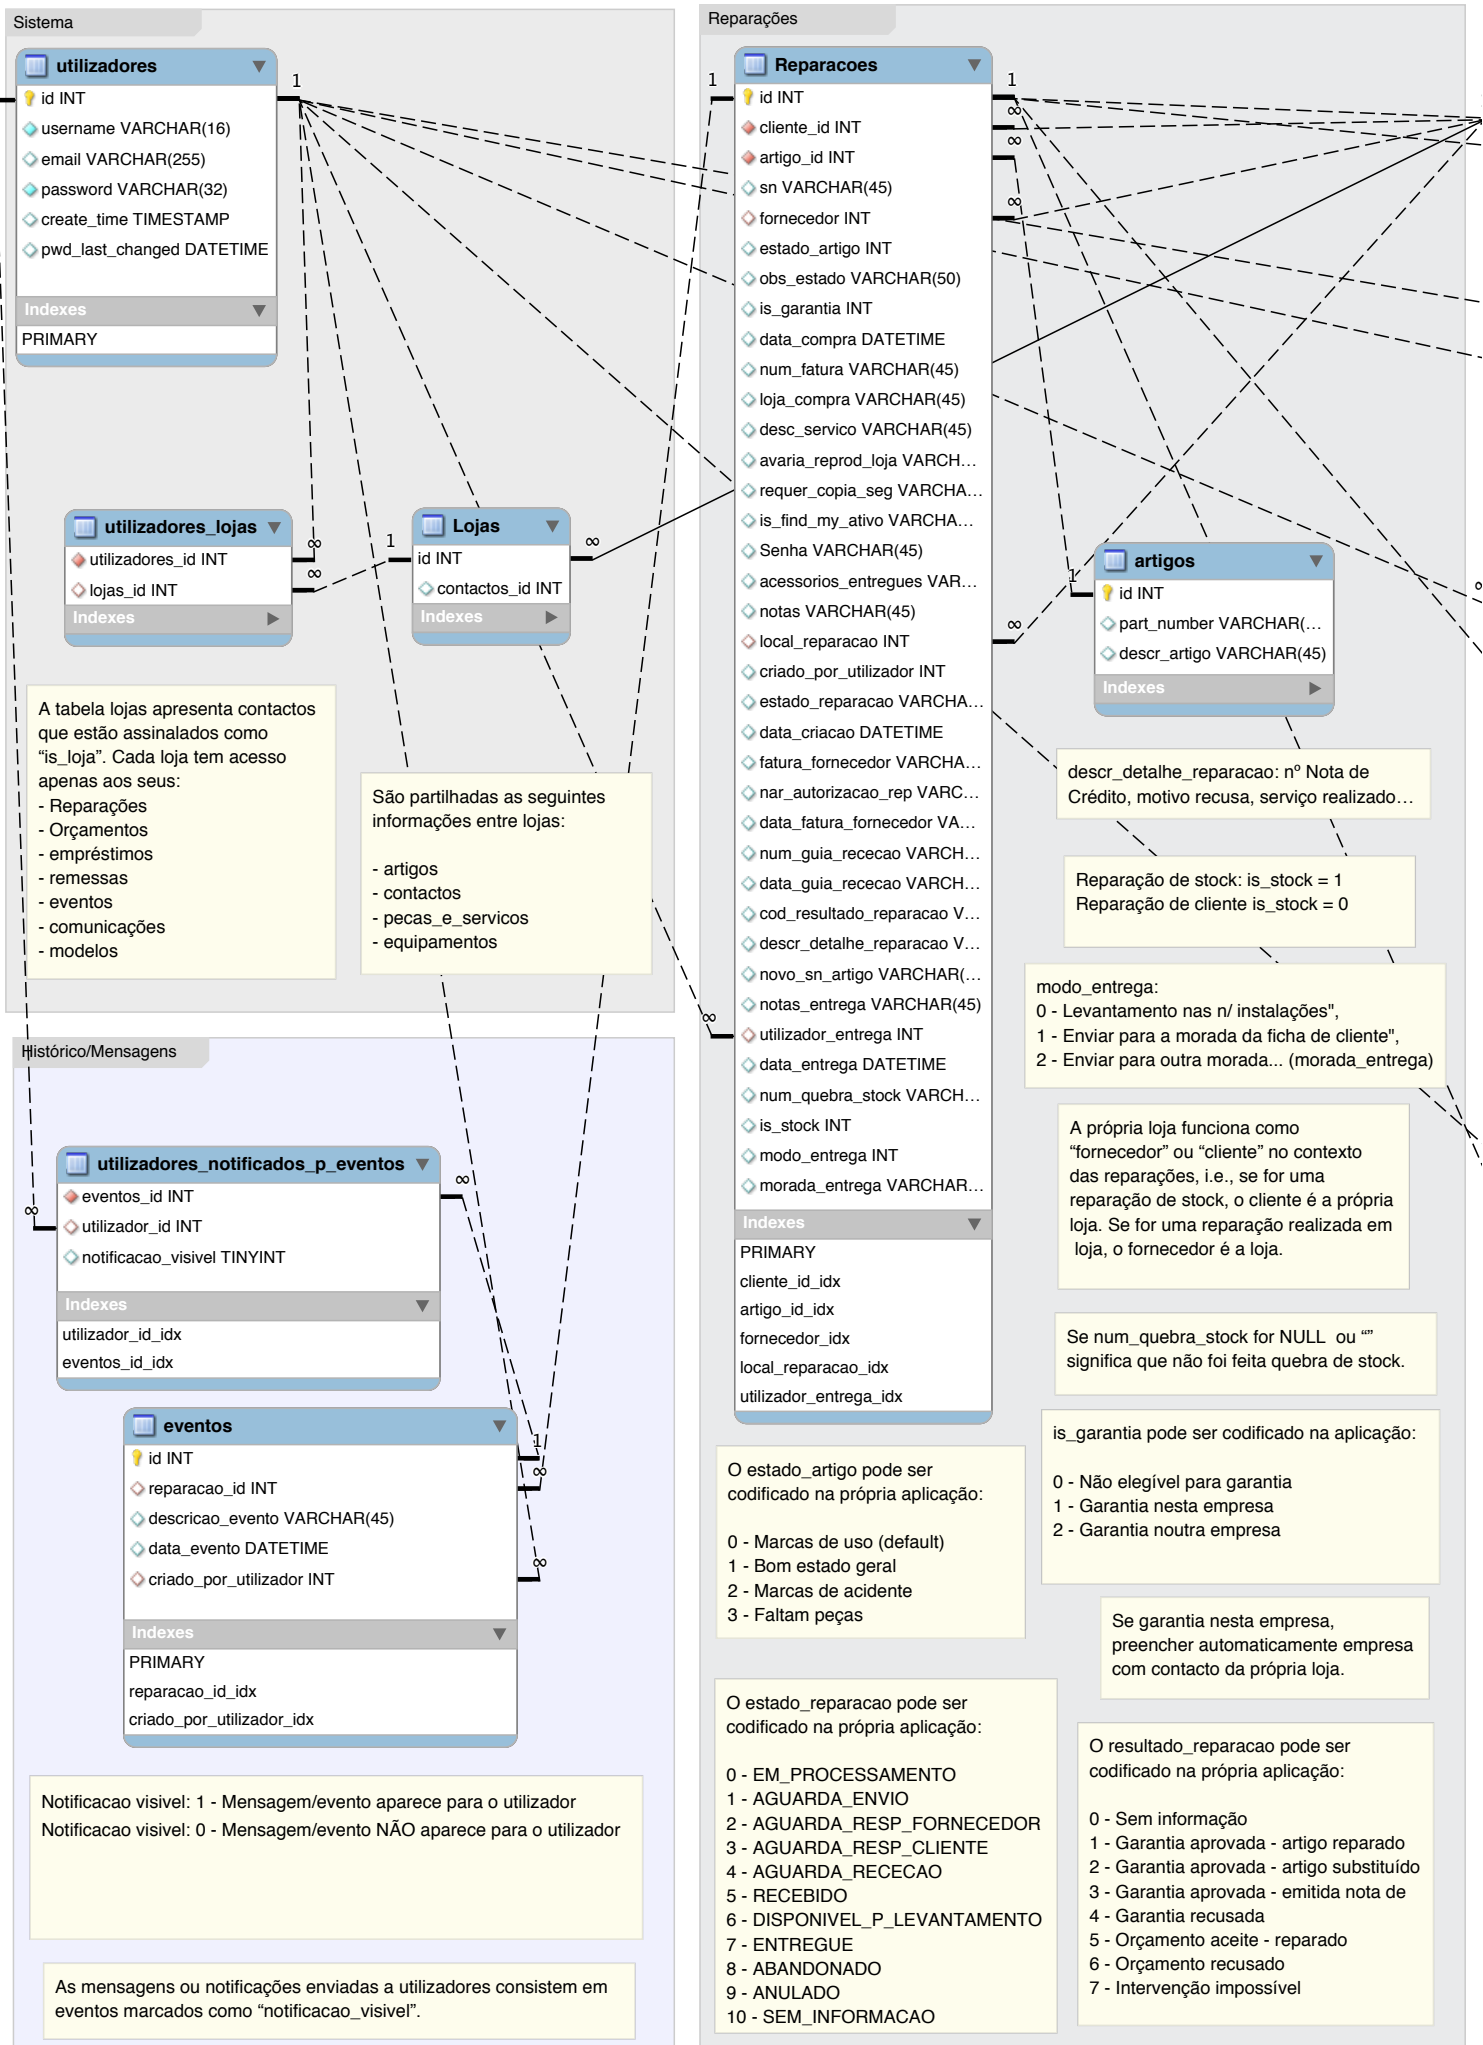 Sistema
utilizadores
1
id INT
username VARCHAR(16)
email VARCHAR(255)
password VARCHAR(32)
create_time TIMESTAMP
pwd_last_changed DATETIME
Indexes
PRIMARY
utilizadores_lojas
utilizadores_id INT
∞
lojas_id INT
∞
Indexes
1
Lojas
id INT
∞
contactos_id INT
Indexes
A tabela lojas apresenta contactos
que estão assinalados como
“is_loja”. Cada loja tem acesso
apenas aos seus:
- Reparações
- Orçamentos
- empréstimos
- remessas
- eventos
- comunicações
- modelos
São partilhadas as seguintes
informações entre lojas:
- artigos
- contactos
- pecas_e_servicos
- equipamentos
Histórico/Mensagens
utilizadores_notificados_p_eventos
eventos_id INT
∞
∞
utilizador_id INT
notificacao_visivel TINYINT
Indexes
utilizador_id_idx
eventos_id_idx
eventos
id INT
1
reparacao_id INT
∞
descricao_evento VARCHAR(45)
data_evento DATETIME
criado_por_utilizador INT
∞
Indexes
PRIMARY
reparacao_id_idx
criado_por_utilizador_idx
Notificacao visivel: 1 - Mensagem/evento aparece para o utilizador
Notificacao visivel: 0 - Mensagem/evento NÃO aparece para o utilizador
As mensagens ou notificações enviadas a utilizadores consistem em
eventos marcados como “notificacao_visivel”.
Reparações
Reparacoes
1
1
id INT
∞
cliente_id INT
∞
artigo_id INT
sn VARCHAR(45)
∞
fornecedor INT
estado_artigo INT
obs_estado VARCHAR(50)
is_garantia INT
data_compra DATETIME
num_fatura VARCHAR(45)
loja_compra VARCHAR(45)
desc_servico VARCHAR(45)
avaria_reprod_loja VARCH…
requer_copia_seg VARCHA…
is_find_my_ativo VARCHA…
Senha VARCHAR(45)
acessorios_entregues VAR…
notas VARCHAR(45)
∞
local_reparacao INT
criado_por_utilizador INT
estado_reparacao VARCHA…
data_criacao DATETIME
fatura_fornecedor VARCHA…
nar_autorizacao_rep VARC…
data_fatura_fornecedor VA…
num_guia_rececao VARCH…
data_guia_rececao VARCH…
cod_resultado_reparacao V…
descr_detalhe_reparacao V…
novo_sn_artigo VARCHAR(…
notas_entrega VARCHAR(45)
∞
utilizador_entrega INT
data_entrega DATETIME
num_quebra_stock VARCH…
is_stock INT
modo_entrega INT
morada_entrega VARCHAR…
Indexes
PRIMARY
cliente_id_idx
artigo_id_idx
fornecedor_idx
local_reparacao_idx
utilizador_entrega_idx
artigos
1
id INT
part_number VARCHAR(…
descr_artigo VARCHAR(45)
Indexes
∞
descr_detalhe_reparacao: nº Nota de
Crédito, motivo recusa, serviço realizado…
Reparação de stock: is_stock = 1
Reparação de cliente is_stock = 0
modo_entrega:
0 - Levantamento nas n/ instalações",
1 - Enviar para a morada da ficha de cliente",
2 - Enviar para outra morada... (morada_entrega)
A própria loja funciona como
“fornecedor” ou “cliente” no contexto
das reparações, i.e., se for uma
reparação de stock, o cliente é a própria
loja. Se for uma reparação realizada em
loja, o fornecedor é a loja.
Se num_quebra_stock for NULL ou “”
significa que não foi feita quebra de stock.
is_garantia pode ser codificado na aplicação:
0 - Não elegível para garantia
1 - Garantia nesta empresa
2 - Garantia noutra empresa
O estado_artigo pode ser
codificado na própria aplicação:
0 - Marcas de uso (default)
1 - Bom estado geral
2 - Marcas de acidente
3 - Faltam peças
Se garantia nesta empresa,
preencher automaticamente empresa
com contacto da própria loja.
O estado_reparacao pode ser
codificado na própria aplicação:
0 - EM_PROCESSAMENTO
1 - AGUARDA_ENVIO
2 - AGUARDA_RESP_FORNECEDOR
3 - AGUARDA_RESP_CLIENTE
4 - AGUARDA_RECECAO
5 - RECEBIDO
6 - DISPONIVEL_P_LEVANTAMENTO
7 - ENTREGUE
8 - ABANDONADO
9 - ANULADO
10 - SEM_INFORMACAO
O resultado_reparacao pode ser
codificado na própria aplicação:
0 - Sem informação
1 - Garantia aprovada - artigo reparado
2 - Garantia aprovada - artigo substituído
3 - Garantia aprovada - emitida nota de
4 - Garantia recusada
5 - Orçamento aceite - reparado
6 - Orçamento recusado
7 - Intervenção impossível